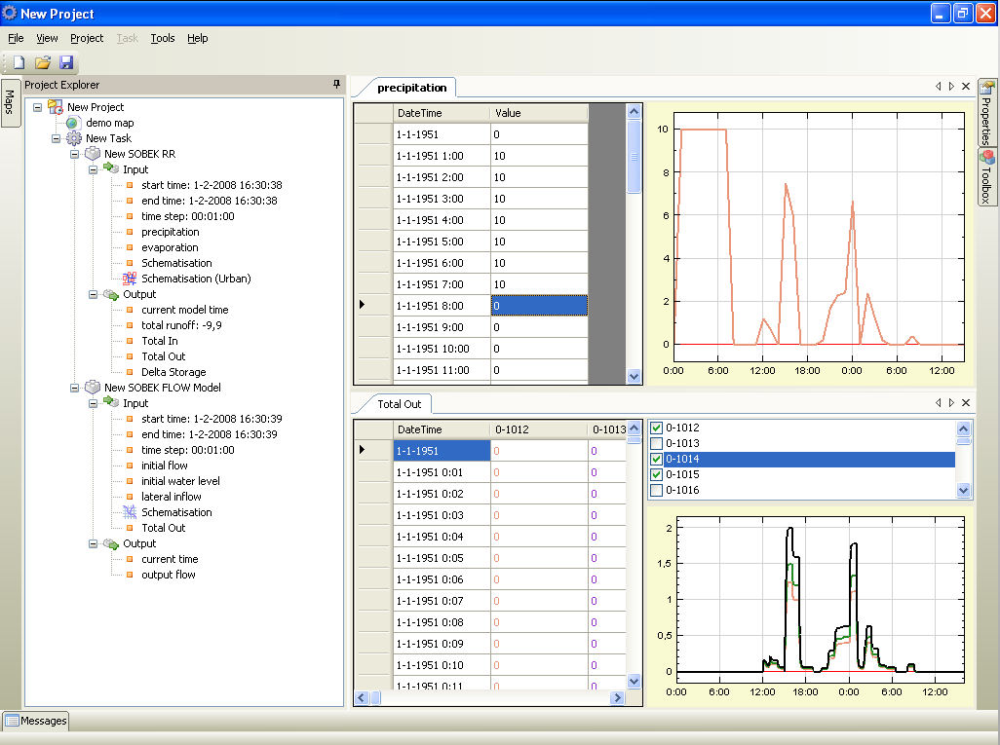 New Project
File View Project Task Tools Help
Maps
Project Explorer
New Project
demo map
New Task
New SOBEK RR
Input
start time: 1-2-2008 16:30:38
end time: 1-2-2008 16:30:38
time step: 00:01:00
precipitation
evaporation
Schematisation
Schematisation (Urban)
Output
current model time
total runoff: -9,9
Total In
Total Out
Delta Storage
New SOBEK FLOW Model
Input
start time: 1-2-2008 16:30:39
end time: 1-2-2008 16:30:39
time step: 00:01:00
initial flow
initial water level
lateral inflow
Schematisation
Total Out
Output
current time
output flow
precipitation
DateTime Value
1-1-1951 0
1-1-1951 1:00 10
1-1-1951 2:00 10
1-1-1951 3:00 10
1-1-1951 4:00 10
1-1-1951 5:00 10
1-1-1951 6:00 10
1-1-1951 7:00 10
1-1-1951 8:00 0
1-1-1951 9:00 0
1-1-1951 10:00 0
1-1-1951 11:00 0
10
8
6
4
2
0
0:00 6:00 12:00 18:00 0:00 6:00 12:00
Total Out
DateTime 0-1012 0-1013
1-1-1951 0 0
1-1-1951 0:01 0 0
1-1-1951 0:02 0 0
1-1-1951 0:03 0 0
1-1-1951 0:04 0 0
1-1-1951 0:05 0 0
1-1-1951 0:06 0 0
1-1-1951 0:07 0 0
1-1-1951 0:08 0 0
1-1-1951 0:09 0 0
1-1-1951 0:10 0 0
1-1-1951 0:11 0 0
0-1012
0-1013
0-1014
0-1015
0-1016
2
1,5
1
0,5
0
0:00 6:00 12:00 18:00 0:00 6:00 12:00
Properties
Toolbox
Messages